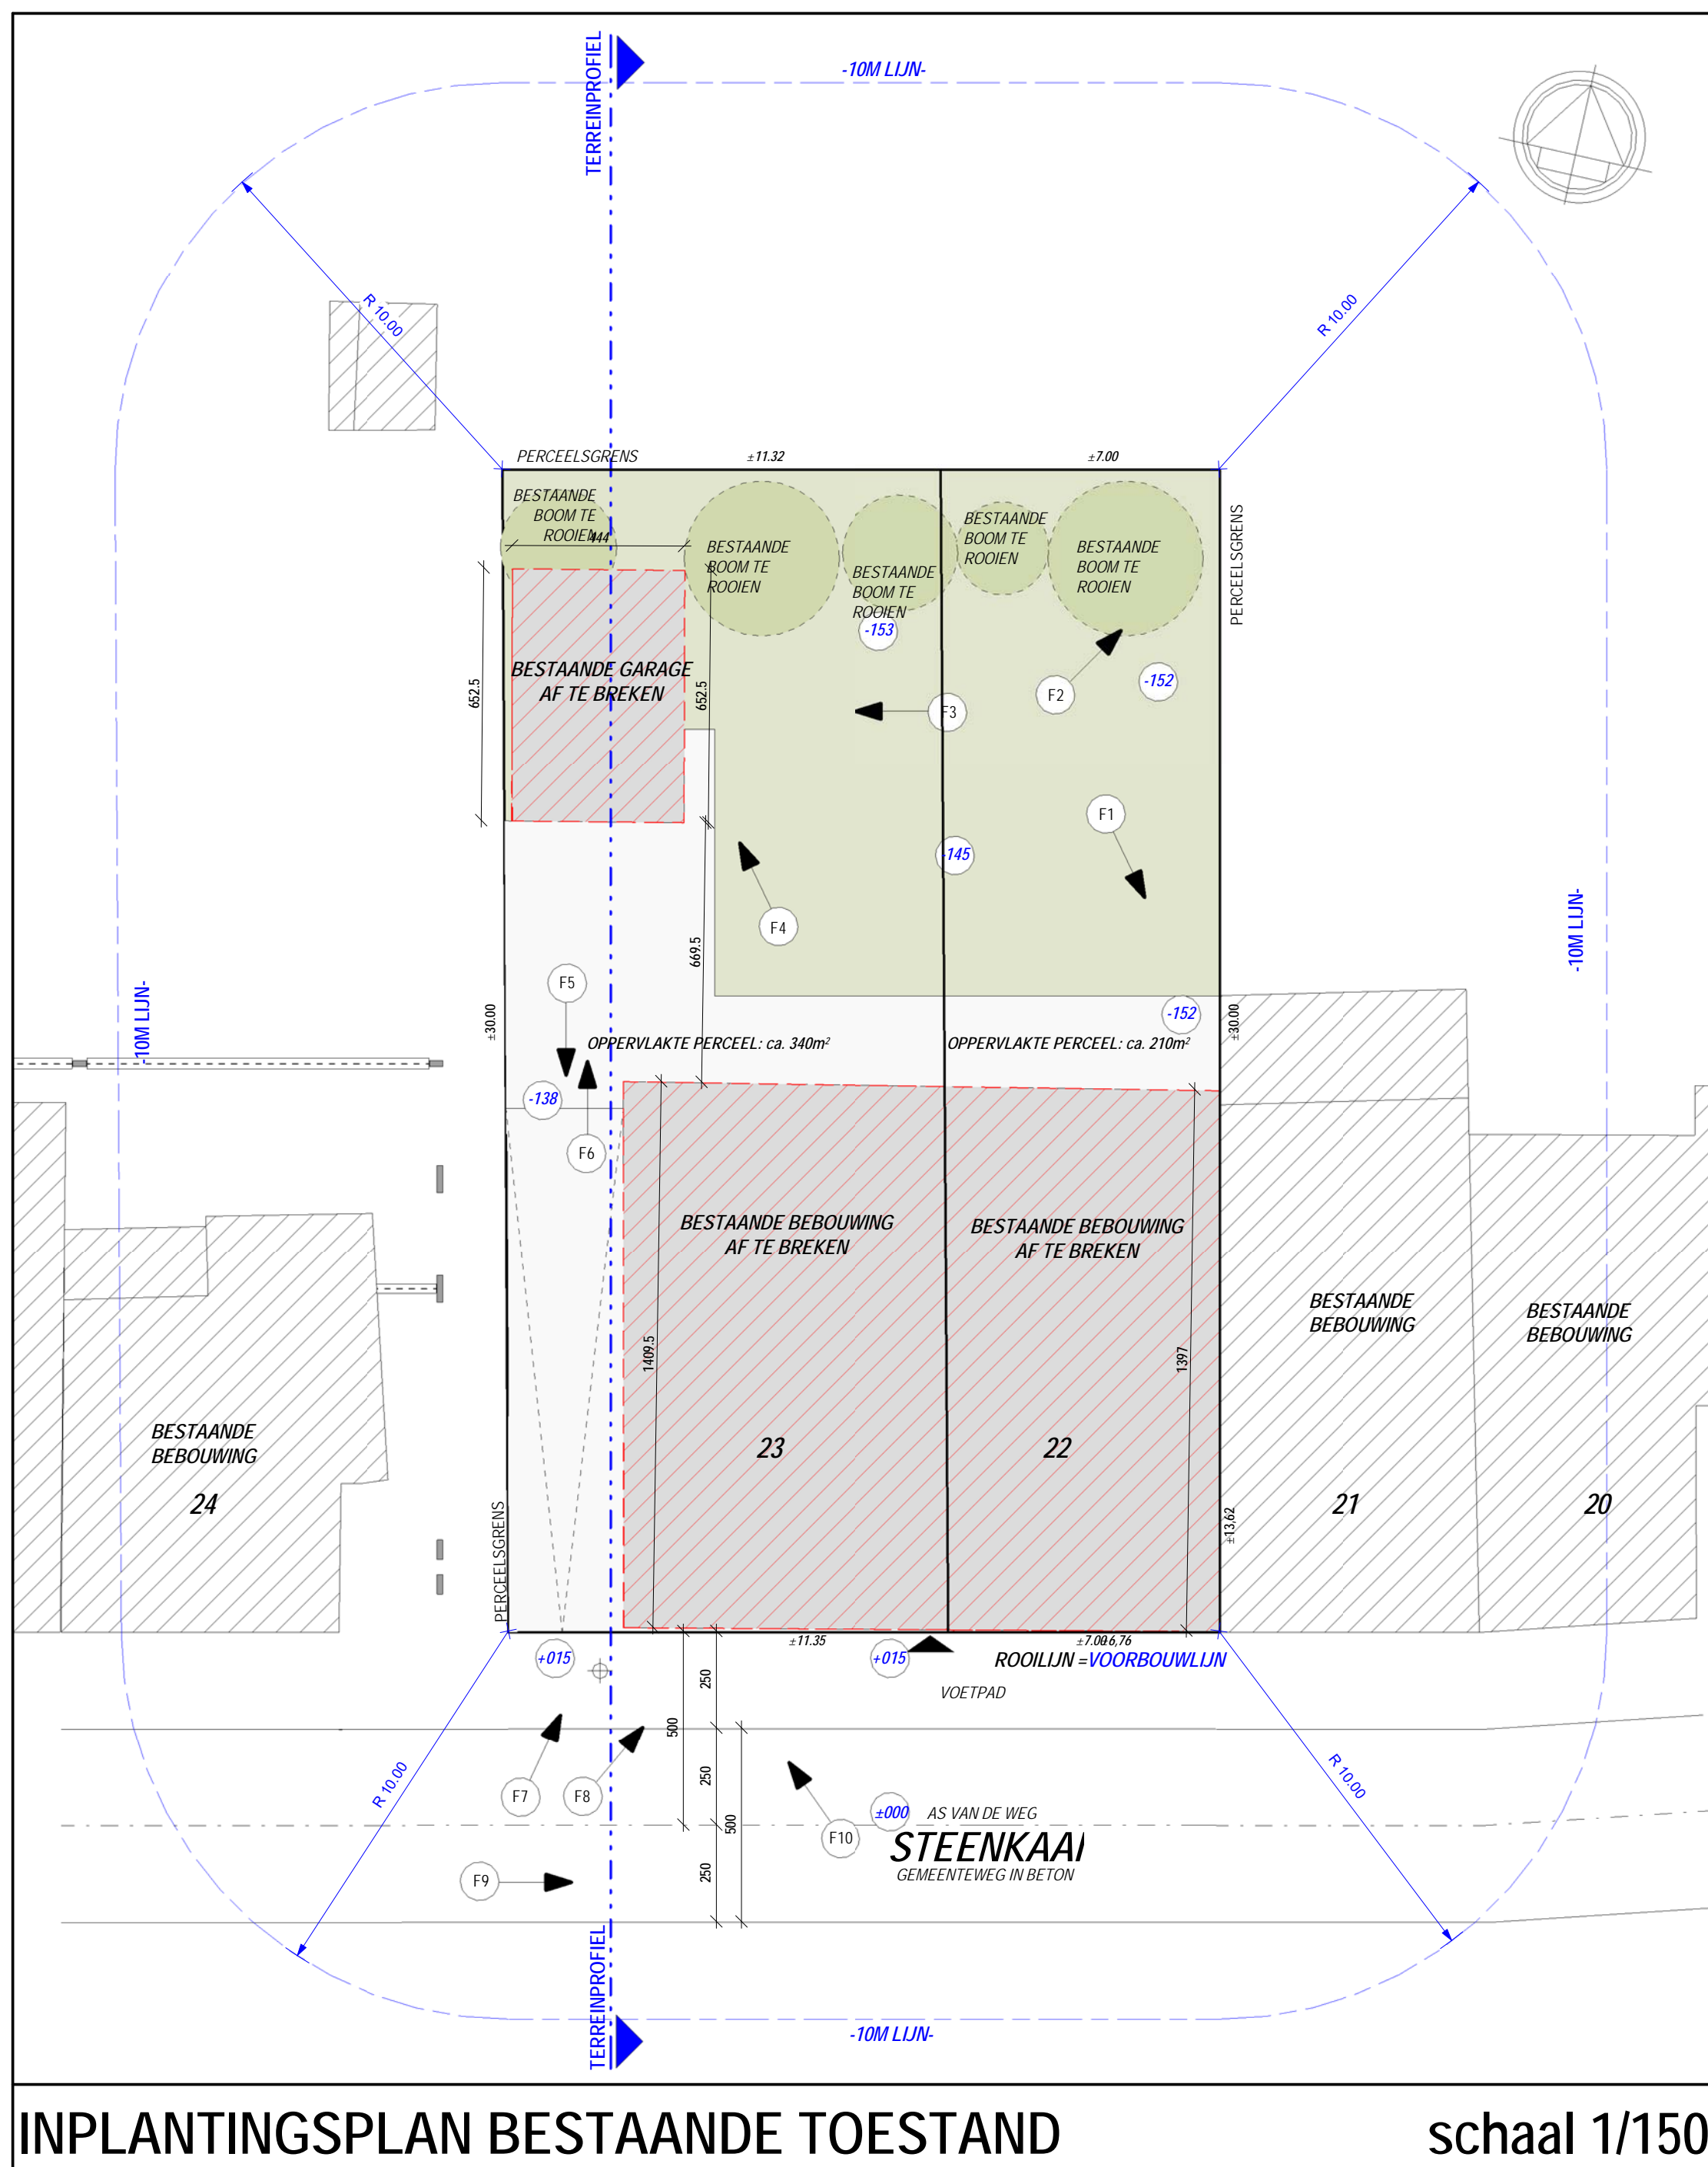 TERREINPROFIEL
-10M LIJN-
R 10.00
R 10.00
PERCEELSGRENS
±11.32
±7.00
BESTAANDE
BOOM TE
ROOIEN
444
BESTAANDE
BOOM TE
ROOIEN
BESTAANDE
BOOM TE
ROOIEN
BESTAANDE
BOOM TE
ROOIEN
BESTAANDE
BOOM TE
ROOIEN
PERCEELSGRENS
-153
652.5
BESTAANDE GARAGE
AF TE BREKEN
652.5
F3
F2
-152
F1
-145
F4
669.5
F5
-10M LIJN-
-10M LIJN-
±30.00
±30.00
-152
OPPERVLAKTE PERCEEL: ca. 340m²
OPPERVLAKTE PERCEEL: ca. 210m²
-138
F6
BESTAANDE BEBOUWING
AF TE BREKEN
BESTAANDE BEBOUWING
AF TE BREKEN
1409.5
1397
BESTAANDE
BEBOUWING
BESTAANDE
BEBOUWING
BESTAANDE
BEBOUWING
23
22
24
21
20
PERCEELSGRENS
±13,62
±11.35
±7.00
6,76
+015
+015
ROOILIJN =VOORBOUWLIJN
VOETPAD
250
500
250
500
250
R 10.00
R 10.00
F7
F8
F10
±000
AS VAN DE WEG
STEENKAAI
GEMEENTEWEG IN BETON
F9
TERREINPROFIEL
-10M LIJN-
INPLANTINGSPLAN BESTAANDE TOESTAND
schaal 1/150